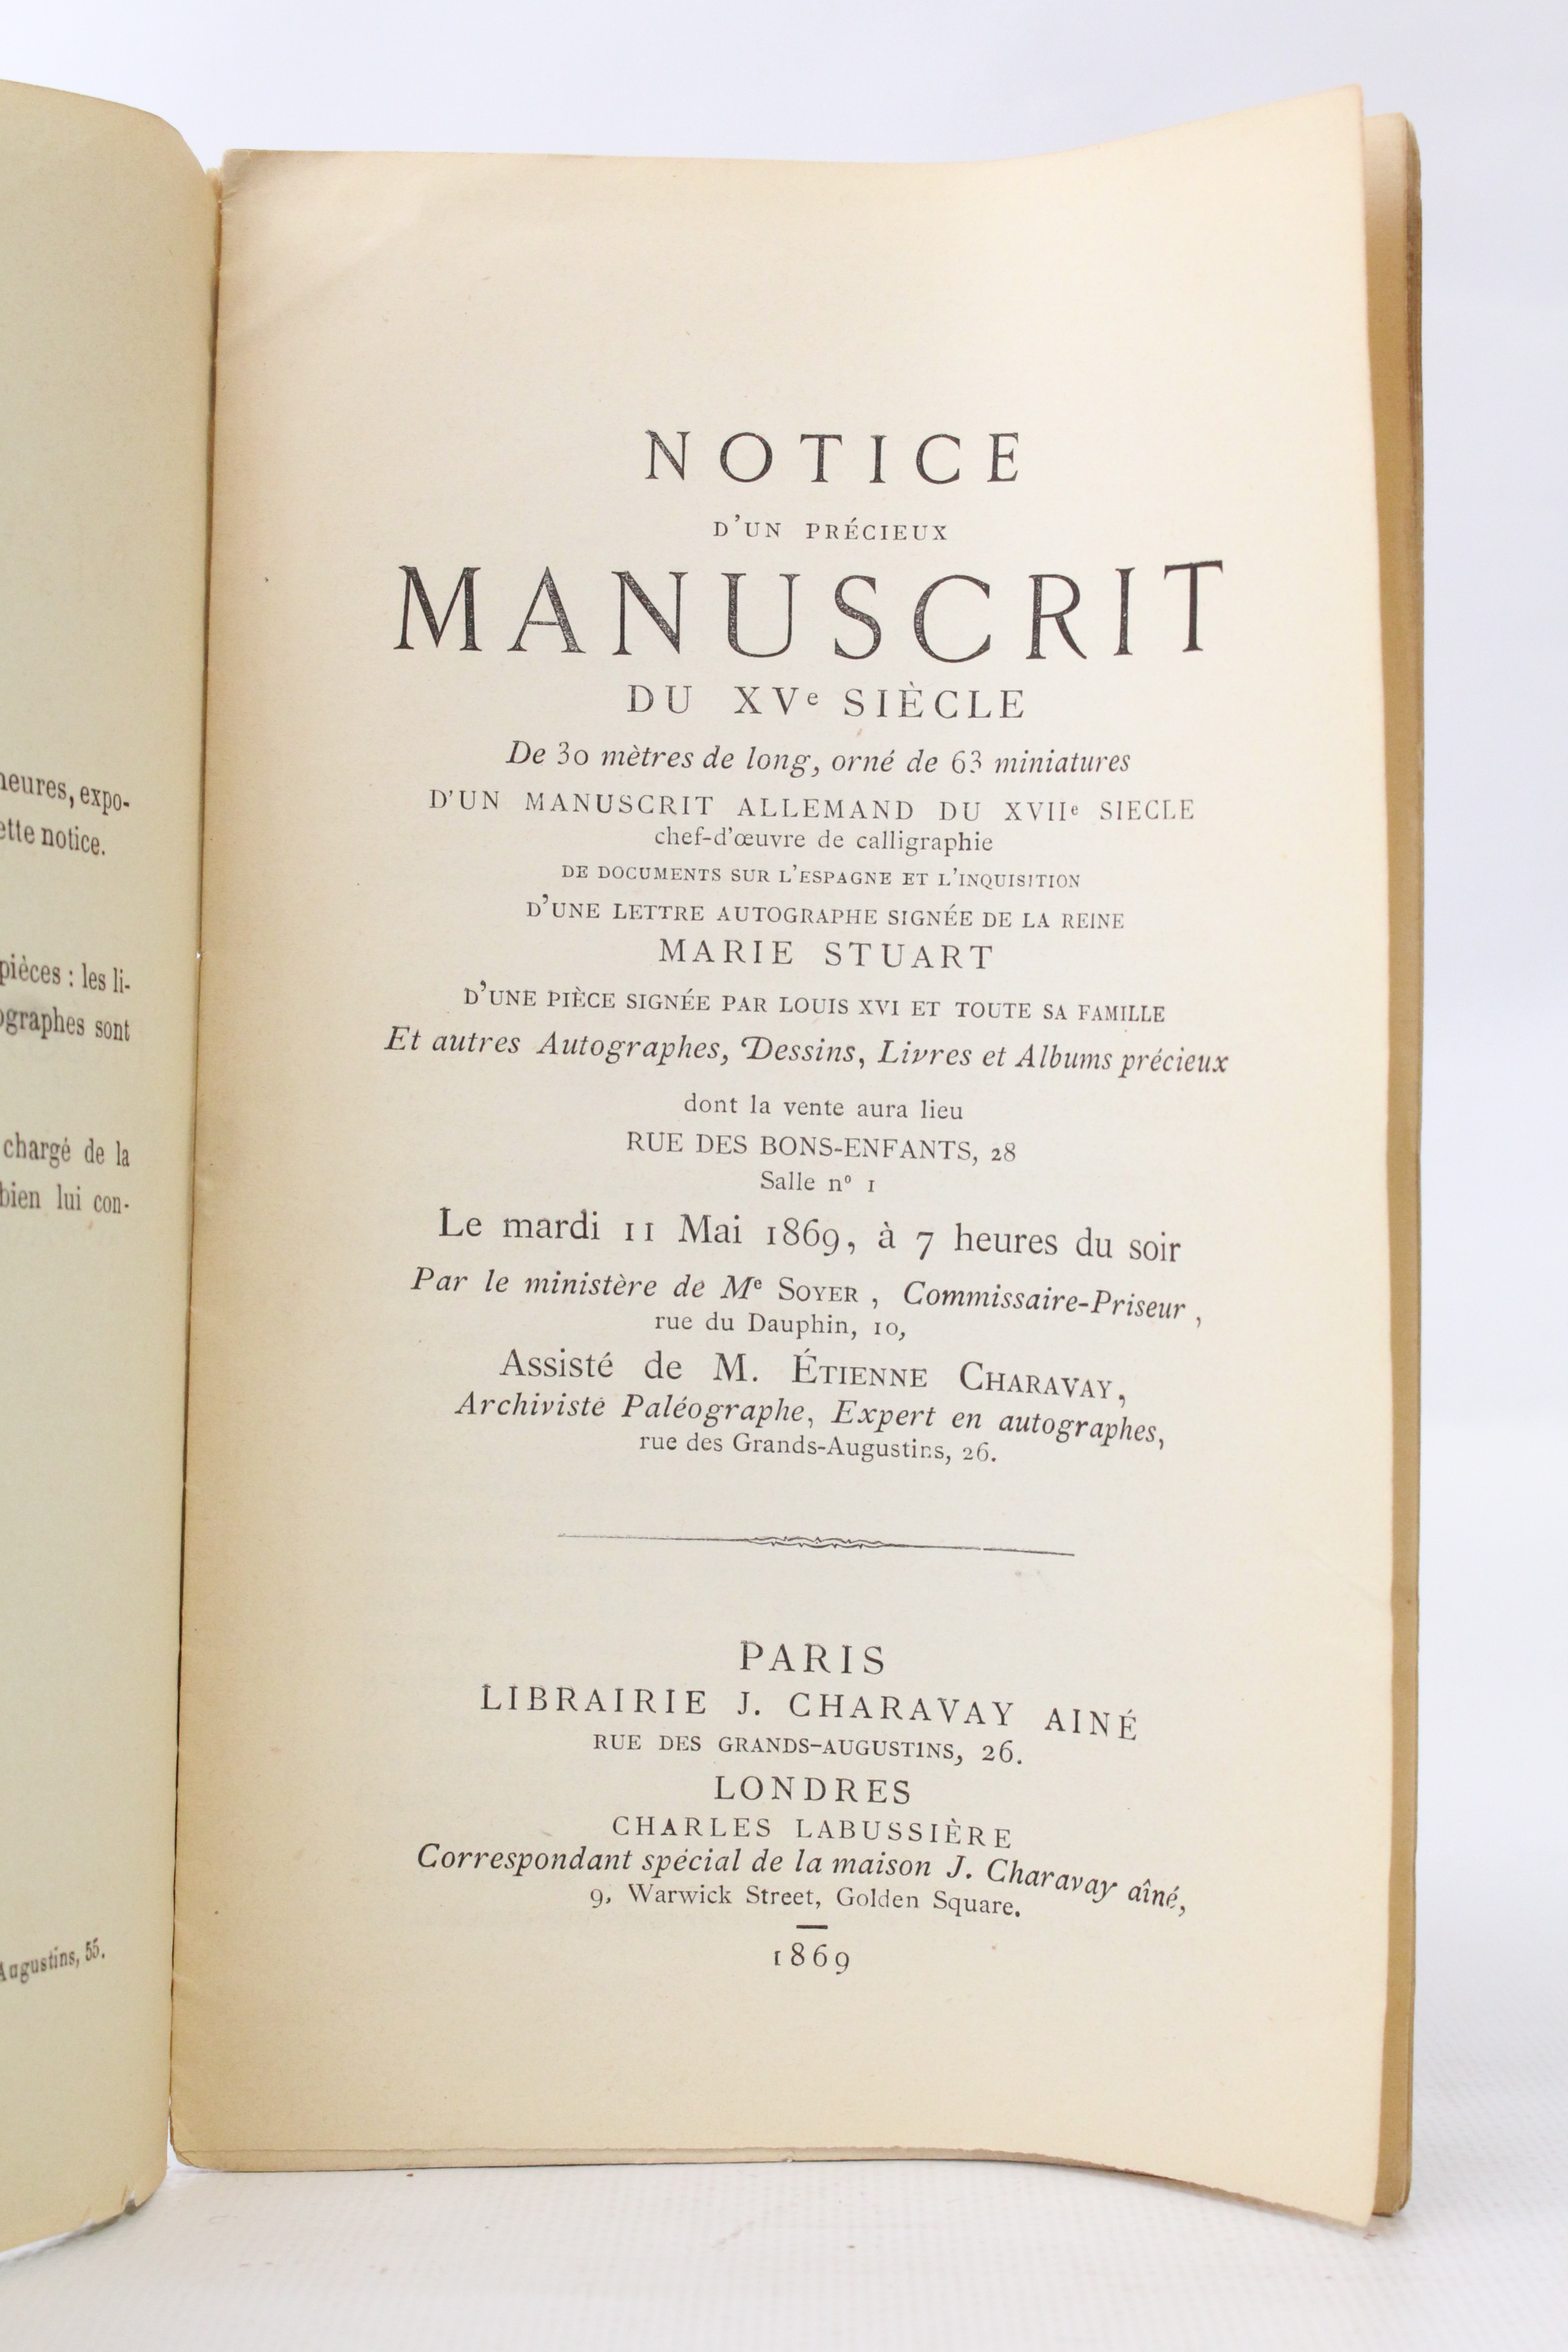 heures, expo-
ette notice.
pièces : les li-
ographes sont
chargé de la
bien lui con-
Augustins, 55.
NOTICE
D'UN PRÉCIEUX
MANUSCRIT
DU XVe SIÈCLE
De 30 mètres de long, orné de 63 miniatures
D'UN MANUSCRIT ALLEMAND DU XVIIe SIECLE
chef-d'œuvre de calligraphie
DE DOCUMENTS SUR L'ESPAGNE ET L'INQUISITION
D'UNE LETTRE AUTOGRAPHE SIGNÉE DE LA REINE
MARIE STUART
D'UNE PIÈCE SIGNÉE PAR LOUIS XVI ET TOUTE SA FAMILLE
Et autres Autographes, Dessins, Livres et Albums précieux
dont la vente aura lieu
RUE DES BONS-ENFANTS, 28
Salle nº 1
Le mardi 11 Mai 1869, à 7 heures du soir
Par le ministère de Me SOYER, Commissaire-Priseur,
rue du Dauphin, 10,
Assisté de M. ÉTIENNE CHARAVAY,
Archiviste Paléographe, Expert en autographes,
rue des Grands-Augustins, 26.
PARIS
LIBRAIRIE J. CHARAVAY AINÉ
RUE DES GRANDS-AUGUSTINS, 26.
LONDRES
CHARLES LABUSSIÈRE
Correspondant spécial de la maison J. Charavay aîné,
9, Warwick Street, Golden Square.
1869